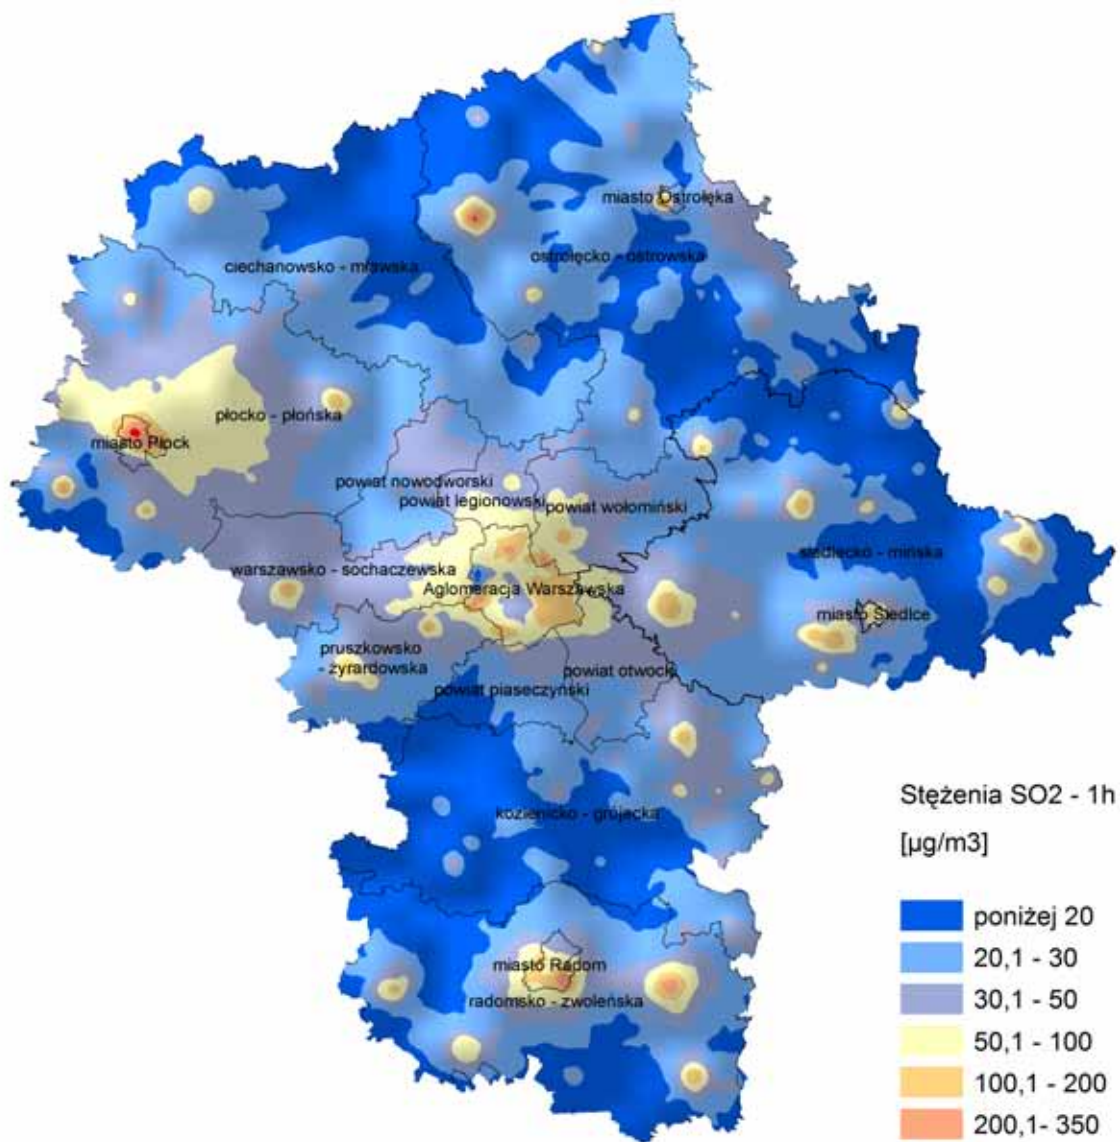 miasto Ostrołęka
ostrołęcko - ostrowska
ciechanowsko - mławska
płocko - płońska
miasto Płock
powiat nowodworski
powiat legionowski
powiat wołomiński
siedlecko - mińska
warszawsko - sochaczewska
Aglomeracja Warszawska
miasto Siedlce
pruszkowsko
- żyrardowska
powiat otwocki
powiat piaseczyński
kozienicko - grójecka
miasto Radom
radomsko - zwoleńska
Stężenia SO2 - 1h
[µg/m3]
poniżej 20
20,1 - 30
30,1 - 50
50,1 - 100
100,1 - 200
200,1- 350